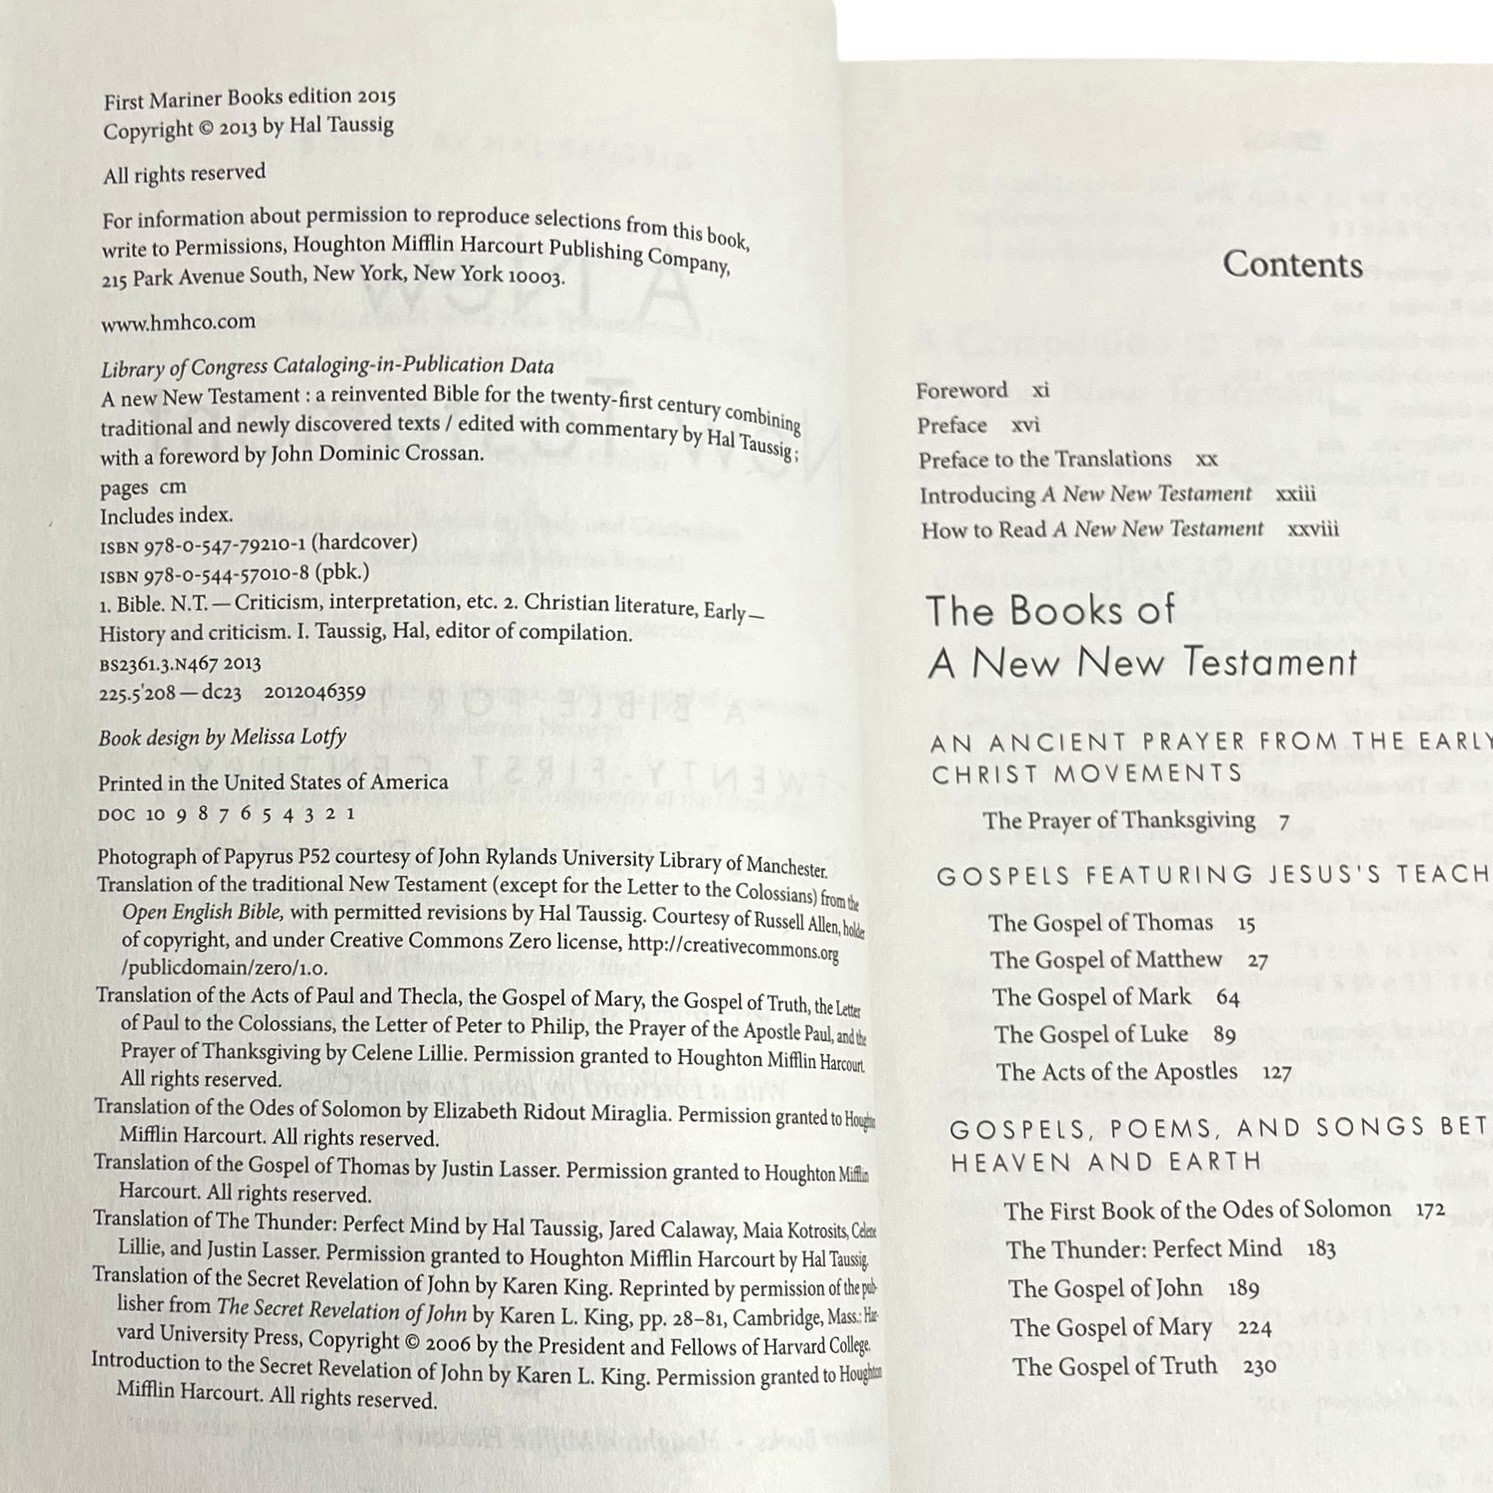 First Mariner Books edition 2015
Copyright © 2013 by Hal Taussig
All rights reserved
For information about permission to reproduce selections from this book,
write to Permissions, Houghton Mifflin Harcourt Publishing Company,
215 Park Avenue South, New York, New York 10003.
www.hmhco.com
Library of Congress Cataloging-in-Publication Data
A new New Testament : a reinvented Bible for the twenty-first century combining
traditional and newly discovered texts / edited with commentary by Hal Taussig ;
with a foreword by John Dominic Crossan.
pages cm
Includes index.
ISBN 978-0-547-79210-1 (hardcover)
ISBN 978-0-544-57010-8 (pbk.)
1. Bible. N.T. — Criticism, interpretation, etc. 2. Christian literature, Early —
History and criticism. I. Taussig, Hal, editor of compilation.
BS2361.3.N467 2013
225.5'208 — dc23 2012046359
Book design by Melissa Lotfy
Printed in the United States of America
DOC 10 9 8 7 6 5 4 3 2 1
Photograph of Papyrus P52 courtesy of John Rylands University Library of Manchester.
Translation of the traditional New Testament (except for the Letter to the Colossians) from the
Open English Bible, with permitted revisions by Hal Taussig. Courtesy of Russell Allen, holder
of copyright, and under Creative Commons Zero license, http://creativecommons.org
/publicdomain/zero/1.0.
Translation of the Acts of Paul and Thecla, the Gospel of Mary, the Gospel of Truth, the Letter
of Paul to the Colossians, the Letter of Peter to Philip, the Prayer of the Apostle Paul, and the
Prayer of Thanksgiving by Celene Lillie. Permission granted to Houghton Mifflin Harcourt.
All rights reserved.
Translation of the Odes of Solomon by Elizabeth Ridout Miraglia. Permission granted to Houghton
Mifflin Harcourt. All rights reserved.
Translation of the Gospel of Thomas by Justin Lasser. Permission granted to Houghton Mifflin
Harcourt. All rights reserved.
Translation of The Thunder: Perfect Mind by Hal Taussig, Jared Calaway, Maia Kotrosits, Celene
Lillie, and Justin Lasser. Permission granted to Houghton Mifflin Harcourt by Hal Taussig.
Translation of the Secret Revelation of John by Karen King. Reprinted by permission of the pub-
lisher from The Secret Revelation of John by Karen L. King, pp. 28–81, Cambridge, Mass.: Har-
vard University Press, Copyright © 2006 by the President and Fellows of Harvard College.
Introduction to the Secret Revelation of John by Karen L. King. Permission granted to Houghton
Mifflin Harcourt. All rights reserved.
Contents
Foreword xi
Preface xvi
Preface to the Translations xx
Introducing A New New Testament xxiii
How to Read A New New Testament xxviii
The Books of
A New New Testament
AN ANCIENT PRAYER FROM THE EARLY
CHRIST MOVEMENTS
The Prayer of Thanksgiving 7
GOSPELS FEATURING JESUS'S TEACH
The Gospel of Thomas 15
The Gospel of Matthew 27
The Gospel of Mark 64
The Gospel of Luke 89
The Acts of the Apostles 127
GOSPELS, POEMS, AND SONGS BET
HEAVEN AND EARTH
The First Book of the Odes of Solomon 172
The Thunder: Perfect Mind 183
The Gospel of John 189
The Gospel of Mary 224
The Gospel of Truth 230